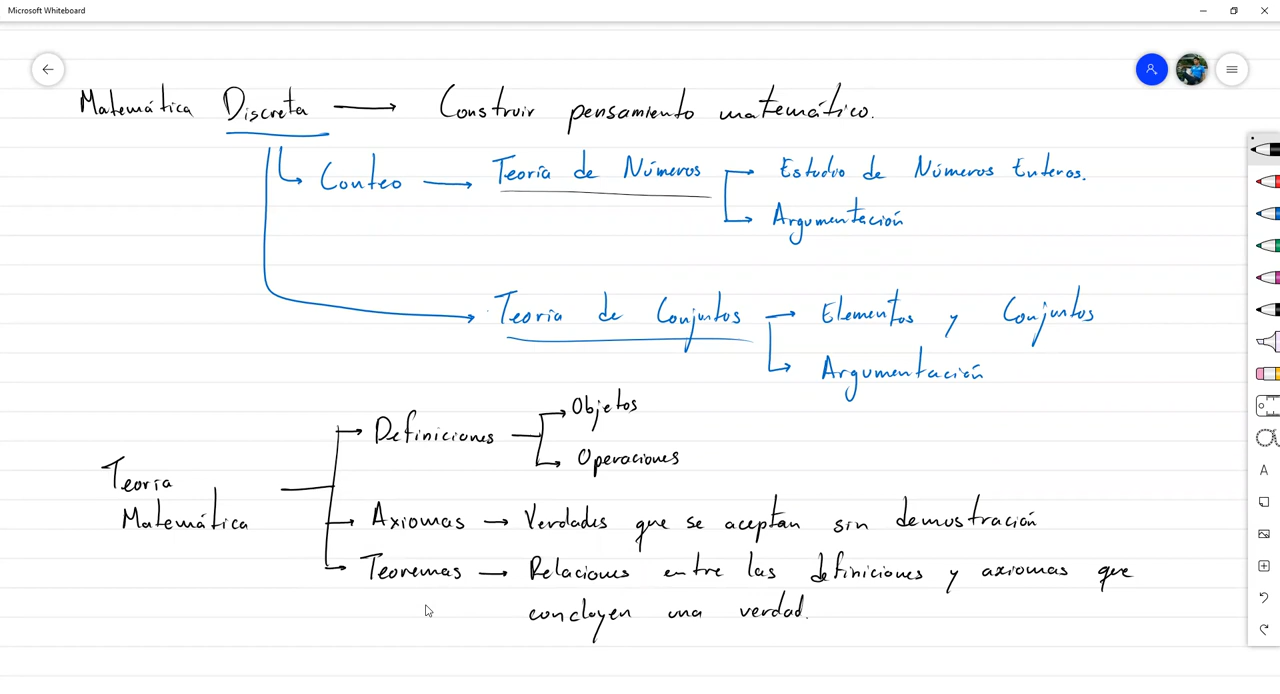 Microsoft Whiteboard
Matemática Discreta → Construir pensamiento matemático.
Conteo → Teoría de Números → Estudio de Números Enteros.
→ Argumentación
Teoría de Conjuntos → Elementos y Conjuntos
→ Argumentación
Objetos
Definiciones
Operaciones
Teoría
Matemática
Axiomas → Verdades que se aceptan sin demostración
Teoremas → Relaciones entre las definiciones y axiomas que
concluyen una verdad.